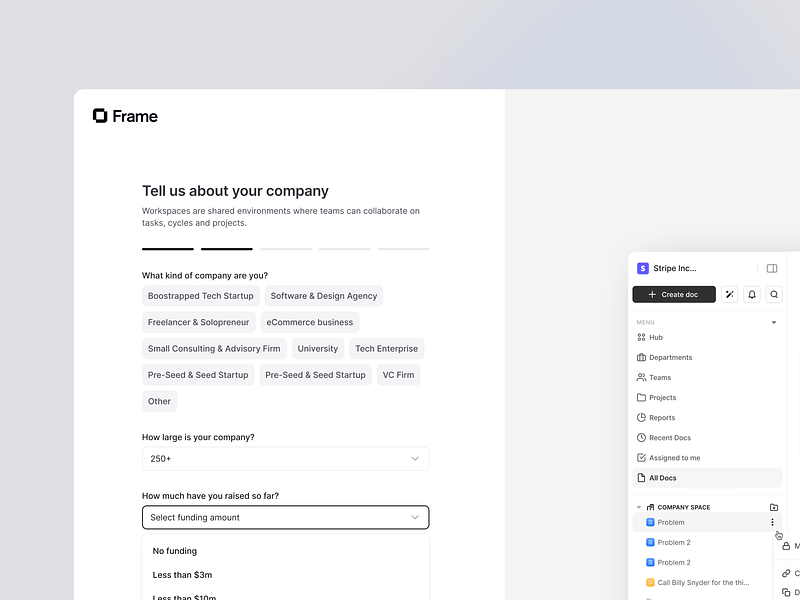 Frame
Tell us about your company
Workspaces are shared environments where teams can collaborate on
tasks, cycles and projects.
What kind of company are you?
Boostrapped Tech Startup
Software & Design Agency
Freelancer & Solopreneur
eCommerce business
Small Consulting & Advisory Firm
University
Tech Enterprise
Pre-Seed & Seed Startup
Pre-Seed & Seed Startup
VC Firm
Other
How large is your company?
250+
How much have you raised so far?
Select funding amount
No funding
Less than $3m
Less than $10m
S
Stripe Inc...
Create doc
MENU
Hub
Departments
Teams
Projects
Reports
Recent Docs
Assigned to me
All Docs
COMPANY SPACE
Problem
Problem 2
Problem 2
Call Billy Snyder for the thi...
M
C
D